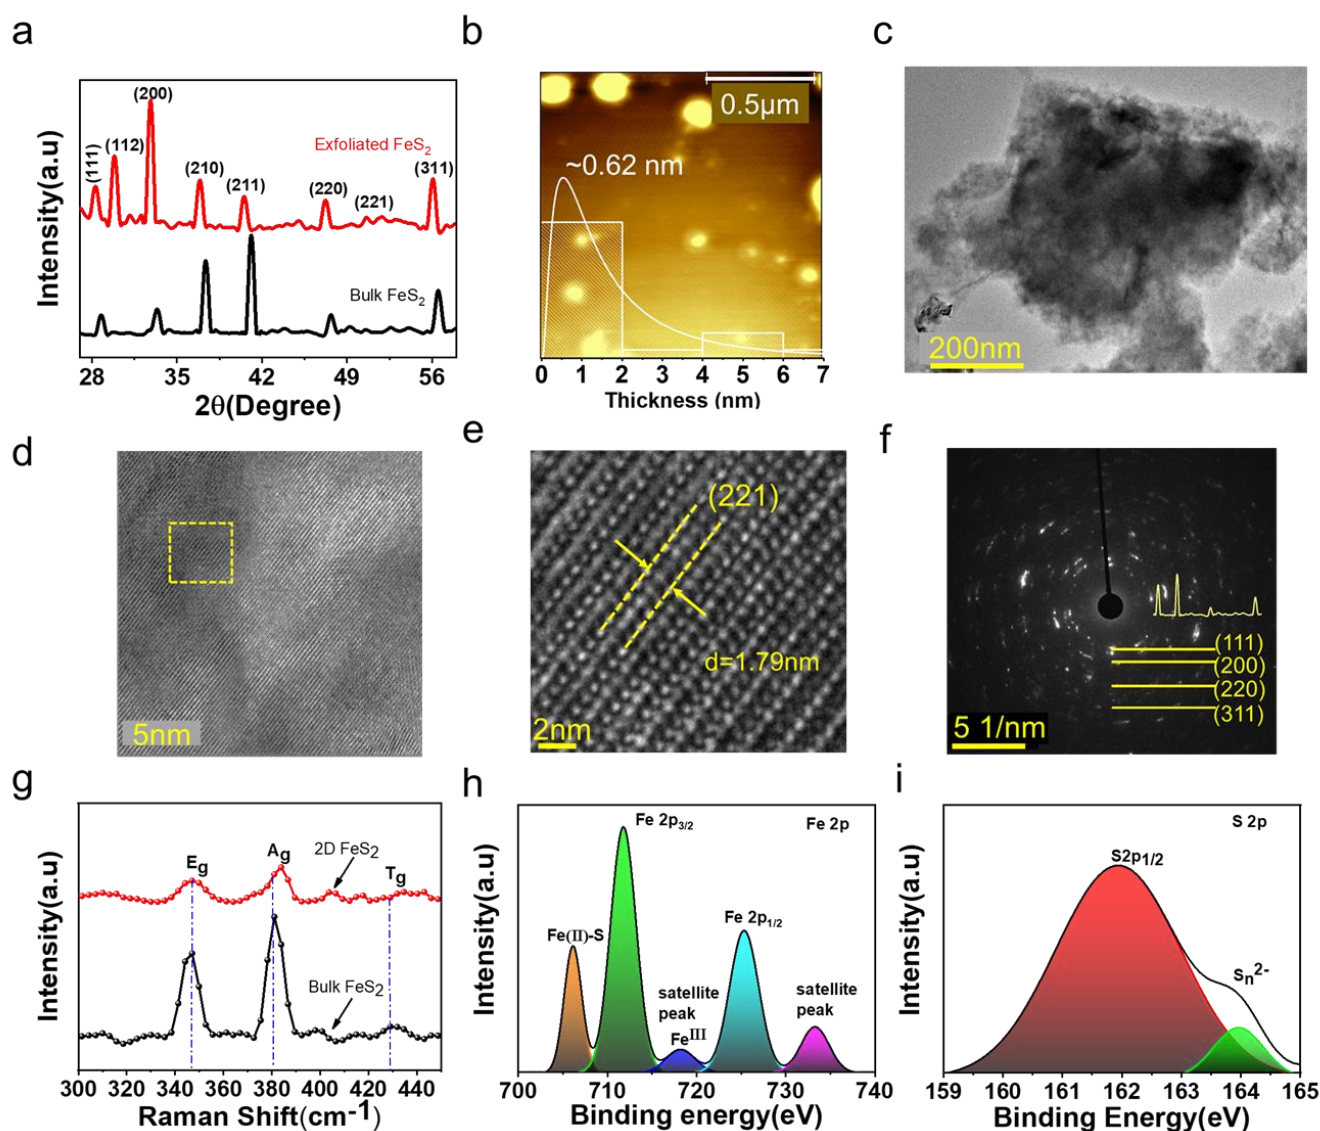 a
Intensity(a.u)
(111)
(112)
(200)
(210)
(211)
(220)
(221)
(311)
Exfoliated FeS₂
Bulk FeS₂
28 35 42 49 56
2θ(Degree)
b
0.5μm
~0.62 nm
0 1 2 3 4 5 6 7
Thickness (nm)
c
200nm
d
5nm
e
(221)
d=1.79nm
2nm
f
(111)
(200)
(220)
(311)
5 1/nm
g
Intensity(a.u)
Eg
Ag
2D FeS₂
Tg
Bulk FeS₂
300 320 340 360 380 400 420 440
Raman Shift(cm⁻¹)
h
Intensity(a.u)
Fe 2p₃/₂
Fe 2p
Fe(II)-S
Fe 2p₁/₂
satellite
peak
Feᴵᴵᴵ
satellite
peak
700 710 720 730 740
Binding energy(eV)
i
Intensity(a.u)
S 2p
S2p1/2
Sn²⁻
159 160 161 162 163 164 165
Binding Energy(eV)